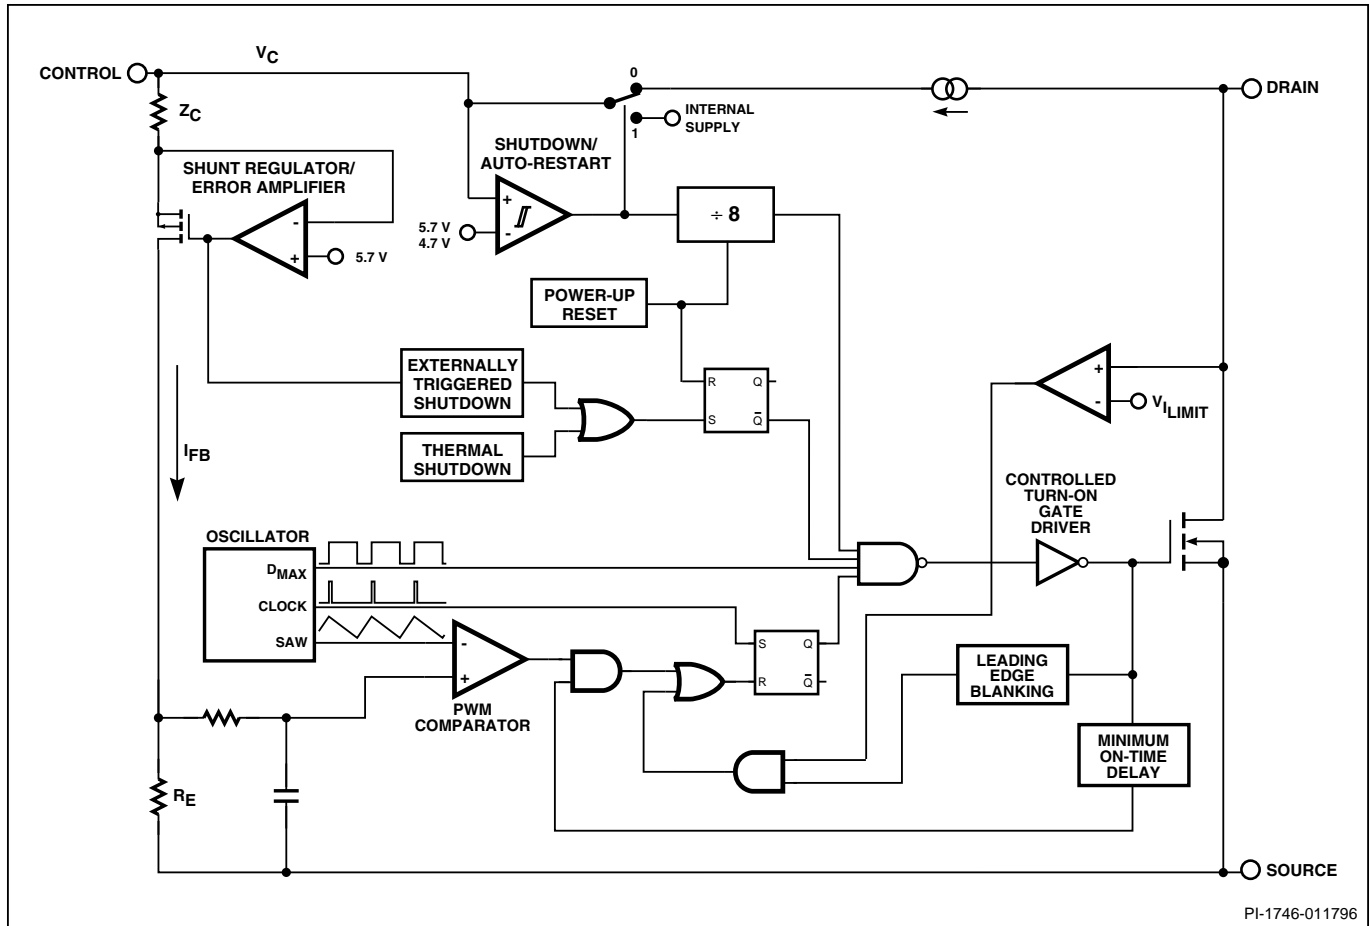 V_C
CONTROL
Z_C
0
1
INTERNAL
SUPPLY
DRAIN
SHUNT REGULATOR/
ERROR AMPLIFIER
-
+
5.7 V
SHUTDOWN/
AUTO-RESTART
+
-
5.7 V
4.7 V
÷ 8
POWER-UP
RESET
EXTERNALLY
TRIGGERED
SHUTDOWN
THERMAL
SHUTDOWN
R
Q
S
Q̅
+
-
V_I_LIMIT
I_FB
CONTROLLED
TURN-ON
GATE
DRIVER
OSCILLATOR
D_MAX
CLOCK
SAW
-
+
PWM
COMPARATOR
S
Q
R
Q̅
LEADING
EDGE
BLANKING
MINIMUM
ON-TIME
DELAY
R_E
SOURCE
PI-1746-011796